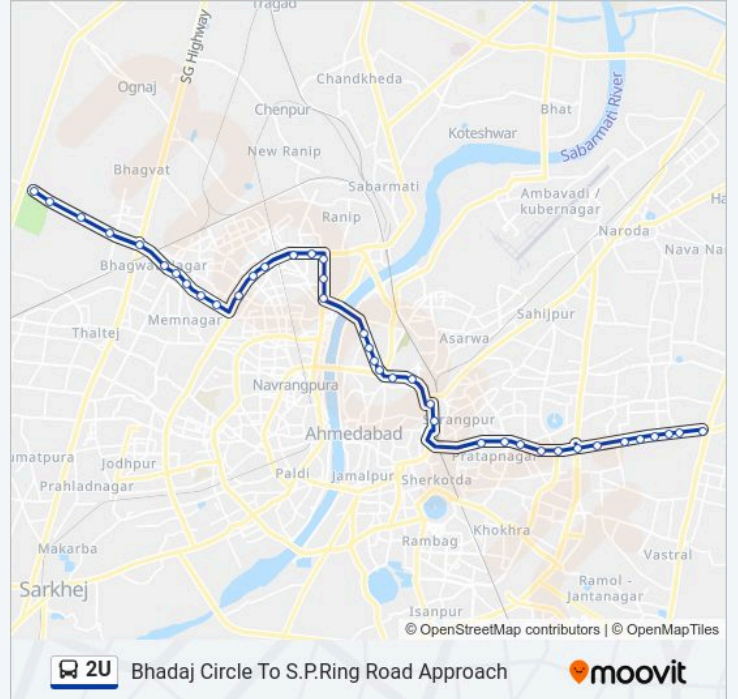 Tragad
SG Highway
Ognaj
Chandkheda
Chenpur
Bhat
Koteshwar
Sabarmati River
New Ranip
Bhagvat
Sabarmati
Ambavadi /
kubernagar
Ranip
Naroda
Nava Na
Bhagwa
agar
Memnagar
Sahijpur
Thaltej
Asarwa
Navrangpura
Ahmedabad
Sarangpur
umatpura
Jodhpur
Paldi
Jamalpur
Pratapnagar
Sherkotda
Prahladnagar
Khokhra
Makarba
Rambag
Vastral
Sarkhej
Ramol -
Jantanagar
Isanpur
© OpenStreetMap contributors | © OpenMapTiles
2U Bhadaj Circle To S.P.Ring Road Approach
moovit